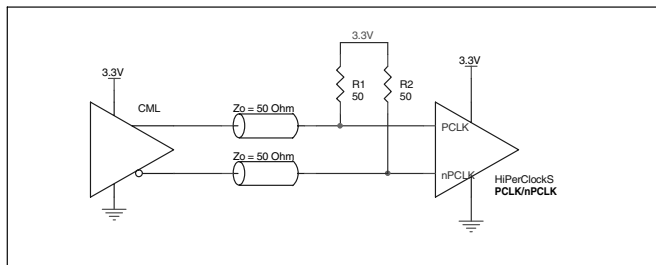 3.3V
3.3V
CML
R1
50
R2
50
3.3V
Zo = 50 Ohm
PCLK
Zo = 50 Ohm
nPCLK
HiPerClockS
PCLK/nPCLK